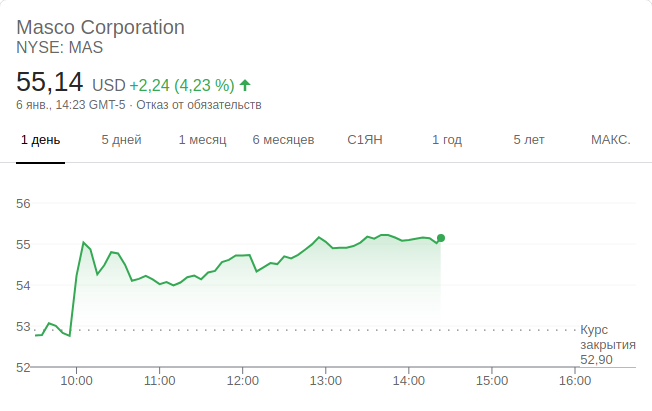 Masco Corporation
NYSE: MAS
55,14 USD +2,24 (4,23 %)
6 янв., 14:23 GMT-5 · Отказ от обязательств
1 день 5 дней 1 месяц 6 месяцев С1ЯН 1 год 5 лет МАКС.
56
55
54
53
Курс
закрытия
52,90
52
10:00 11:00 12:00 13:00 14:00 15:00 16:00